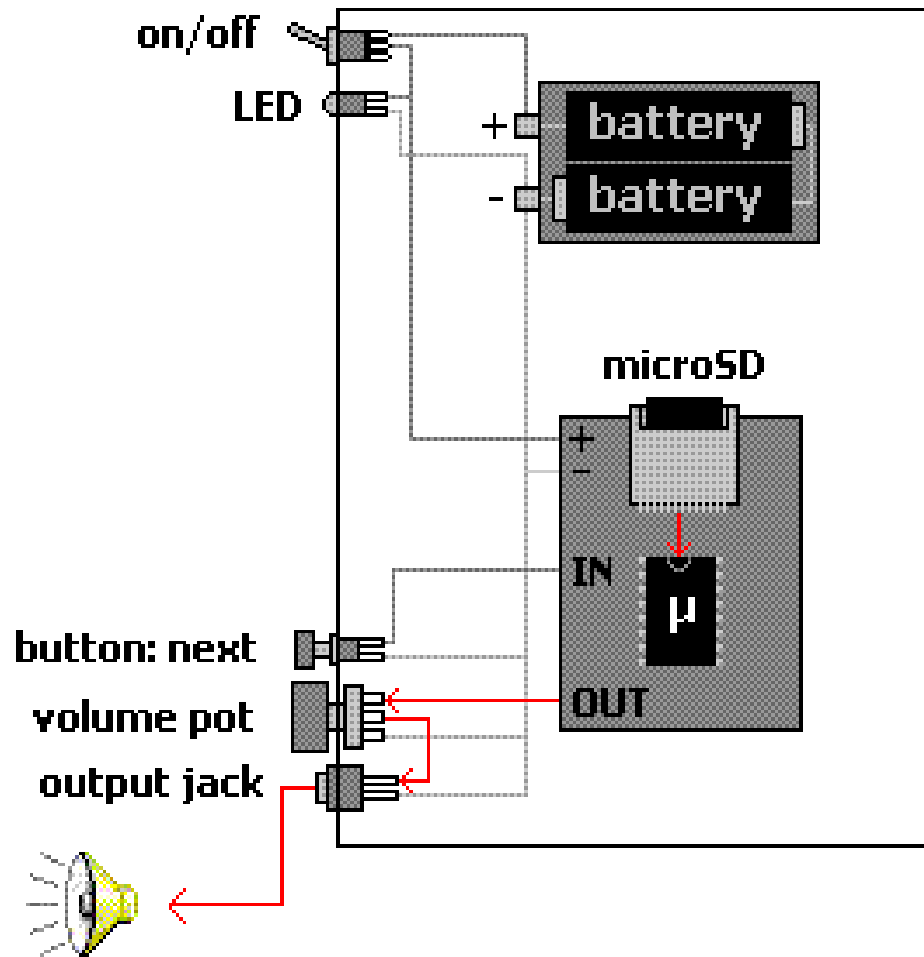 on/off
LED
+ battery
- battery
microSD
+
-
IN
µ
button: next
OUT
volume pot
output jack